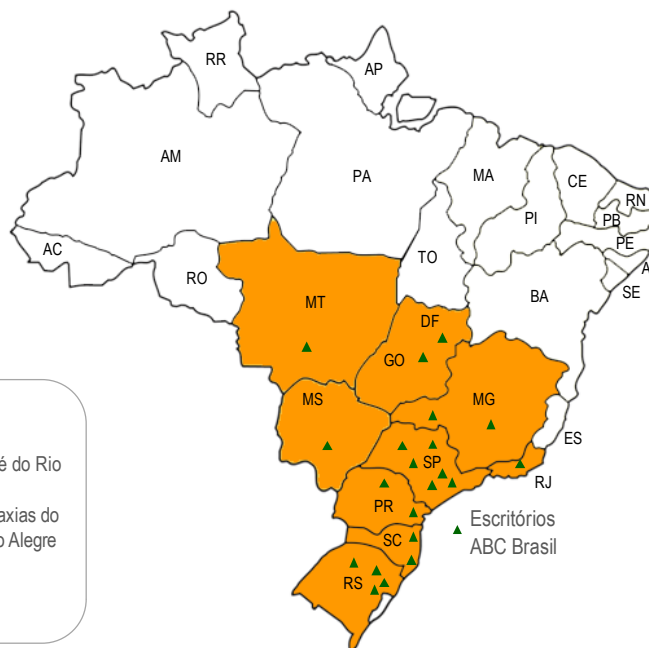 RR
AP
AM
PA
MA
CE
RN
PI
PB
PE
AC
TO
A
RO
SE
BA
MT
DF
GO
MS
MG
ES
é do Rio
SP
RJ
axias do
PR
Escritórios
o Alegre
SC
ABC Brasil
RS